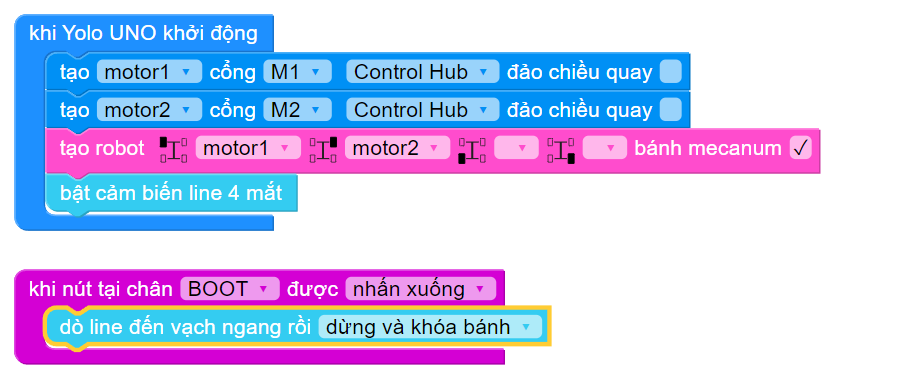 khi Yolo UNO khởi động
tạo motor1 cổng M1 Control Hub đảo chiều quay
tạo motor2 cổng M2 Control Hub đảo chiều quay
tạo robot motor1 motor2 bánh mecanum ✓
bật cảm biến line 4 mắt
khi nút tại chân BOOT được nhấn xuống
dò line đến vạch ngang rồi dừng và khóa bánh